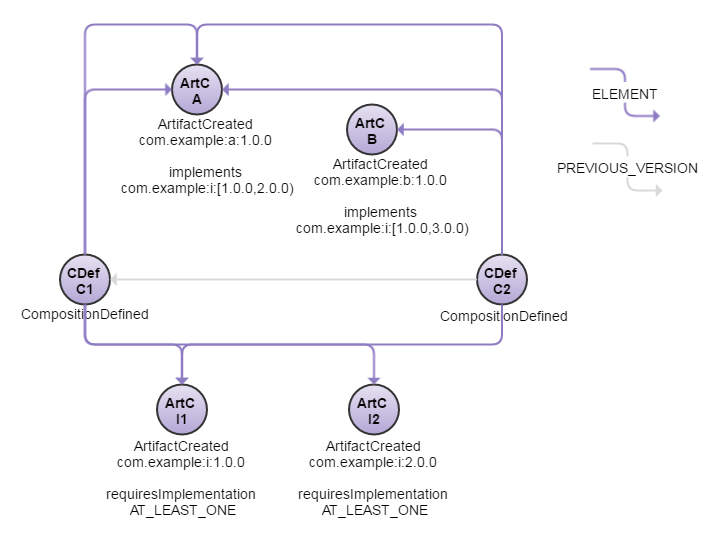 ArtC
A
ArtifactCreated
com.example:a:1.0.0
implements
com.example:i:[1.0.0,2.0.0)
ArtC
B
ArtifactCreated
com.example:b:1.0.0
implements
com.example:i:[1.0.0,3.0.0)
ELEMENT
PREVIOUS_VERSION
CDef
C1
CompositionDefined
CDef
C2
CompositionDefined
ArtC
I1
ArtifactCreated
com.example:i:1.0.0
requiresImplementation
AT_LEAST_ONE
ArtC
I2
ArtifactCreated
com.example:i:2.0.0
requiresImplementation
AT_LEAST_ONE